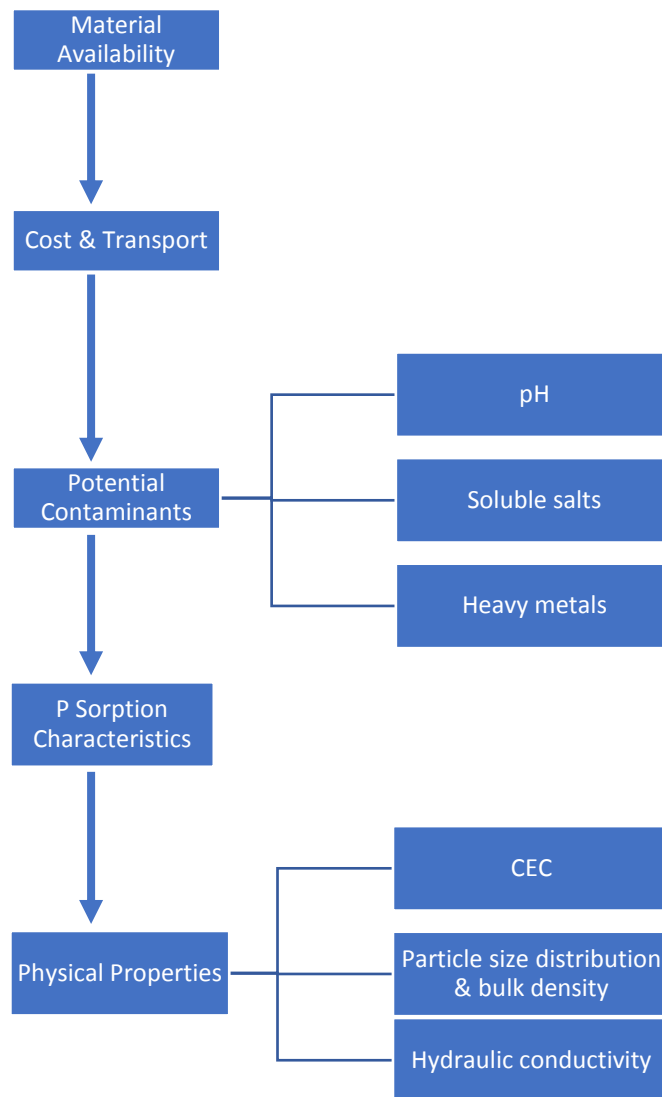 Material
Availability
Cost & Transport
Potential
Contaminants
pH
Soluble salts
Heavy metals
P Sorption
Characteristics
Physical Properties
CEC
Particle size distribution
& bulk density
Hydraulic conductivity